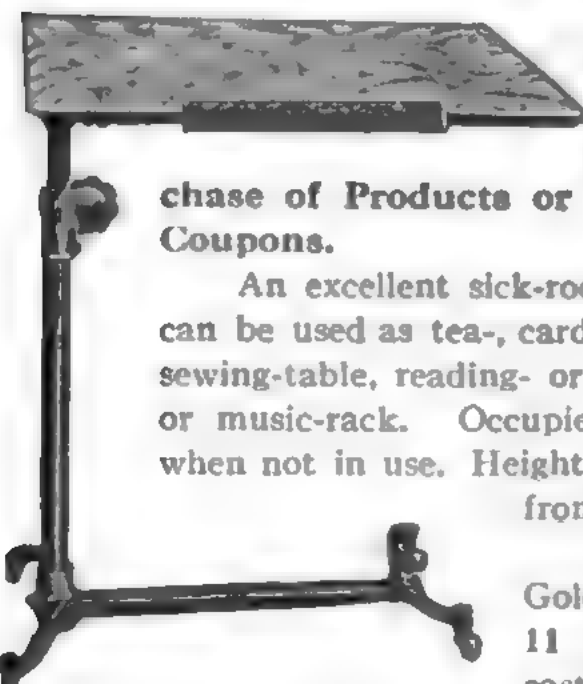 chase of Products or
Coupons.
An excellent sick-roo
can be used as tea-, card
sewing-table, reading- or
or music-rack. Occupie
when not in use. Height
from
Gol
11